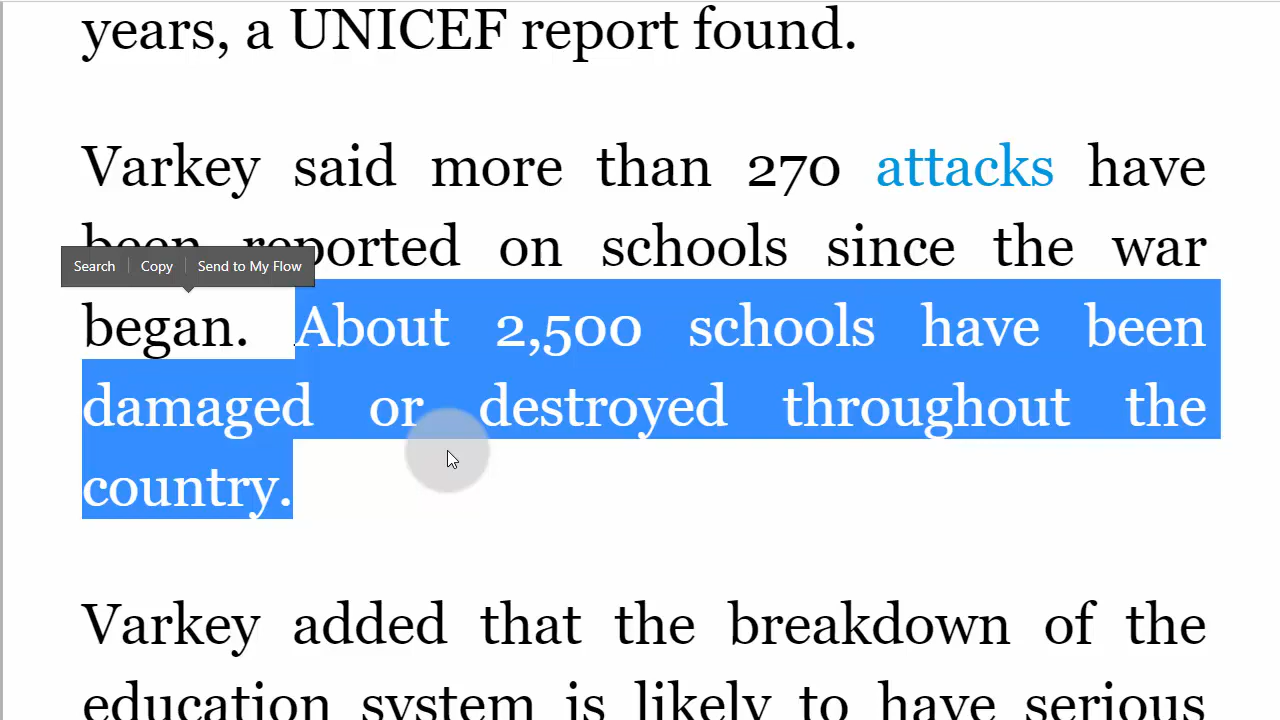 years, a UNICEF report found.
Varkey said more than 270 attacks have
been reported on schools since the war
Search
Copy
Send to My Flow
began. About 2,500 schools have been
damaged or destroyed throughout the
country.
Varkey added that the breakdown of the
education system is likely to have serious